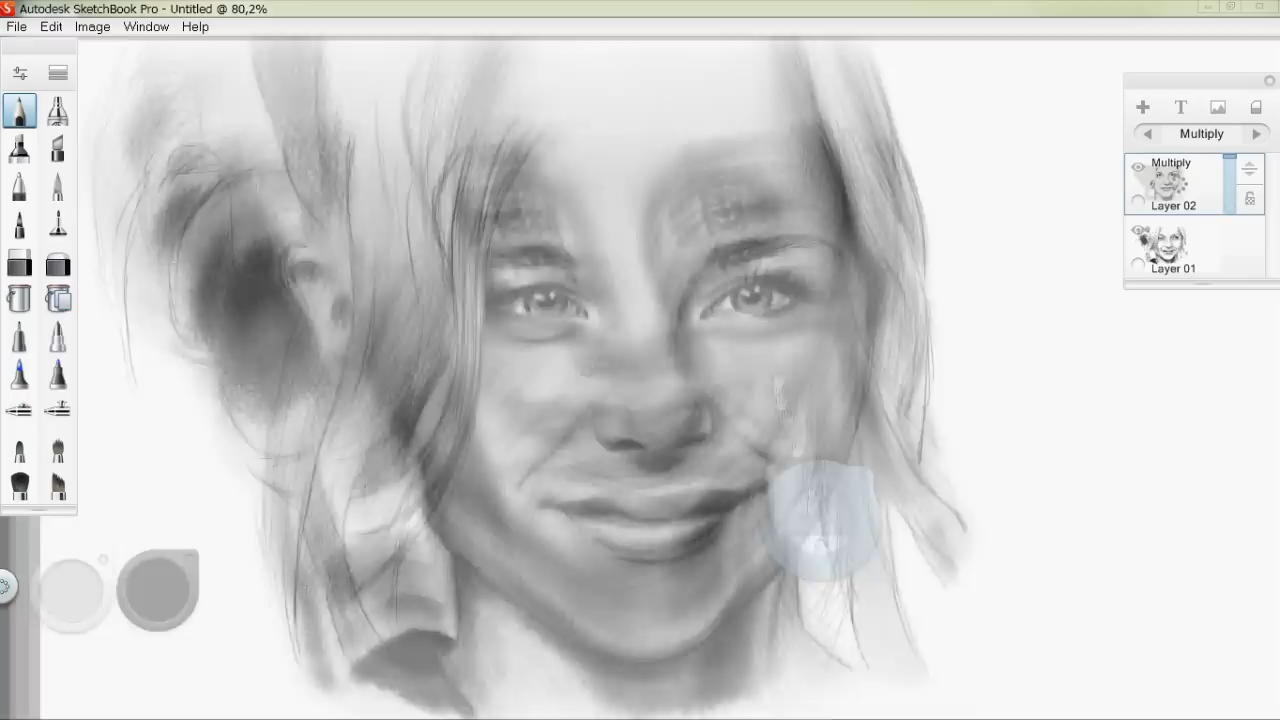 Autodesk SketchBook Pro - Untitled @ 80,2%
File Edit Image Window Help
T
Multiply
Multiply
Layer 02
Layer 01